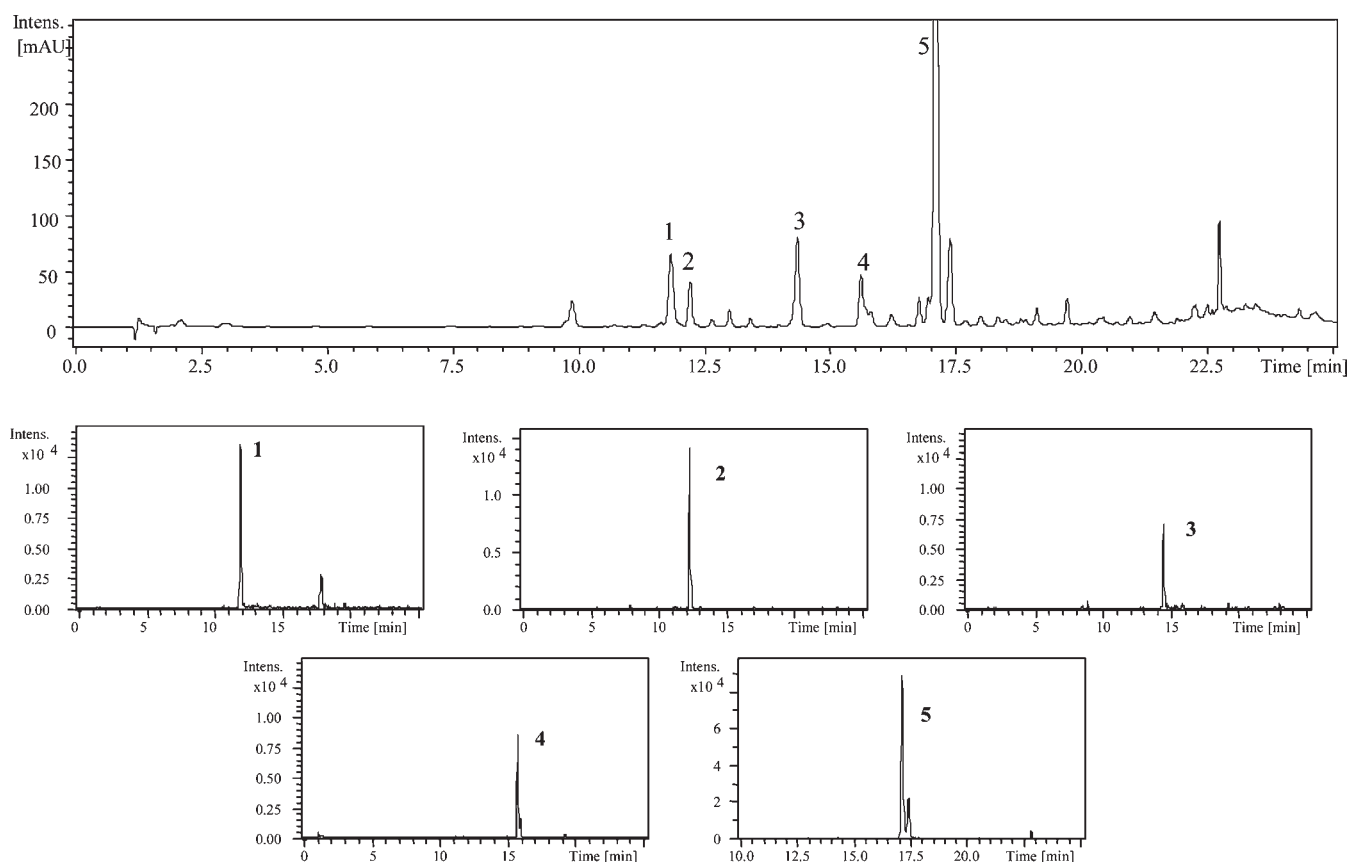 Intens.
[mAU]
200
150
100
50
0
5
1
2
3
4
0.0 2.5 5.0 7.5 10.0 12.5 15.0 17.5 20.0 22.5 Time [min]
Intens.
x10 4
1.00
0.75
0.50
0.25
0.00
1
0 5 10 15 Time [min]
Intens.
x10 4
1.0
0.5
0.0
2
0 5 10 15 Time [min]
Intens.
x10 4
1.00
0.75
0.50
0.25
0.00
3
0 5 10 15 Time [min]
Intens.
x10 4
1.00
0.75
0.50
0.25
0.00
4
0 5 10 15 Time [min]
Intens.
x10 4
6
4
2
0
5
10.0 12.5 15.0 17.5 20.0 Time [min]